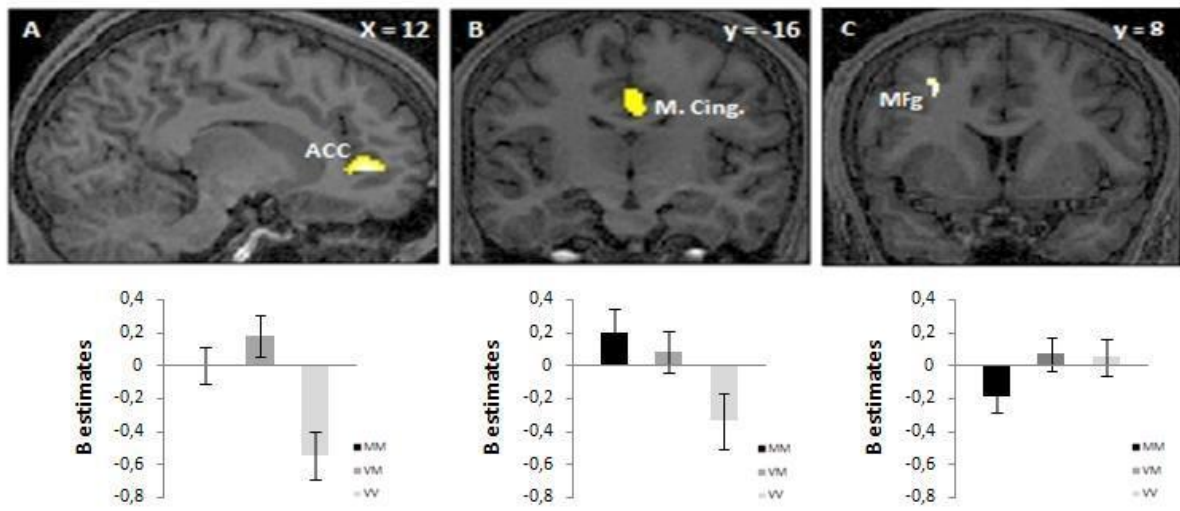 A
X = 12
ACC
B
y = -16
M. Cing.
C
y = 8
MFg
B estimates
0,4
0,2
0
-0,2
-0,4
-0,6
-0,8
MM
VM
VV
B estimates
0,4
0,2
0
-0,2
-0,4
-0,6
-0,8
MM
VM
VV
B estimates
0,4
0,2
0
-0,2
-0,4
-0,6
-0,8
MM
VM
VV